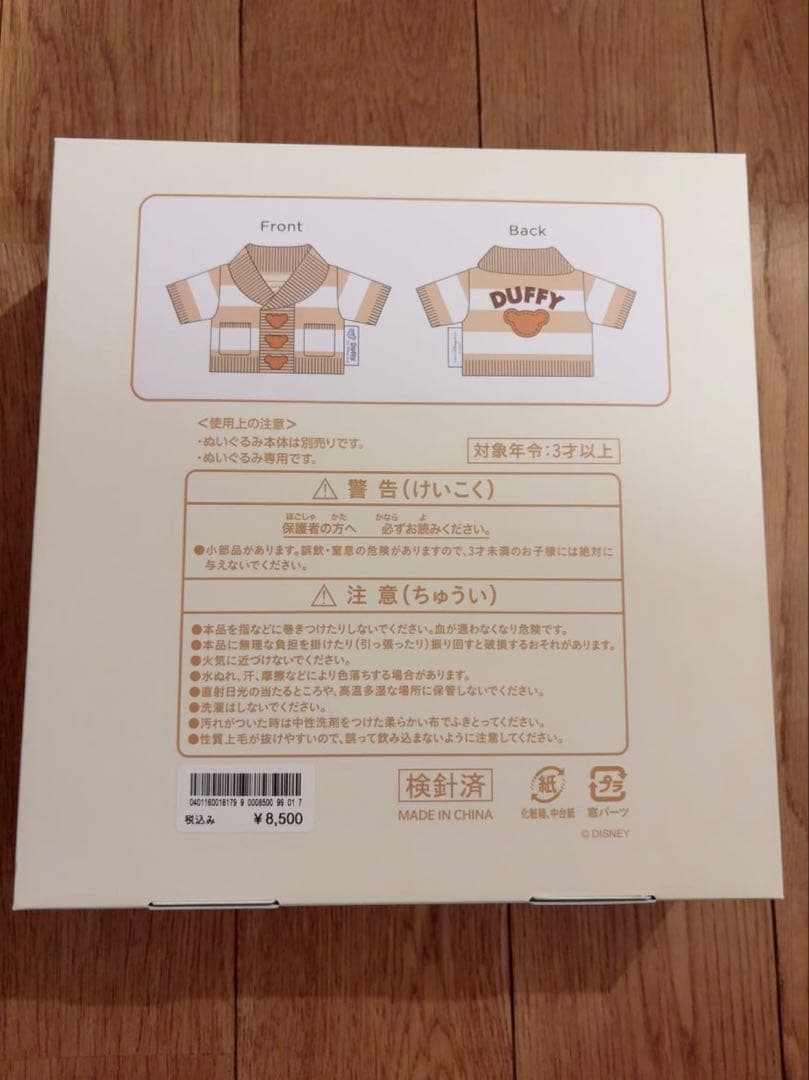 Front
Back
DUFFY
Duffy
<使用上の注意>
・ぬいぐるみ本体は別売りです。
・ぬいぐるみ専用です。
対象年令:3才以上
⚠ 警告(けいこく)
ほごしゃ かた かなら よ
保護者の方へ 必ずお読みください。
●小部品があります。誤飲・窒息の危険がありますので、3才未満のお子様には絶対に
与えないでください。
⚠ 注意(ちゅうい)
●本品を指などに巻きつけたりしないでください。血が通わなくなり危険です。
●本品に無理な負担を掛けたり(引っ張ったり)振り回すと破損するおそれがあります。
●火気に近づけないでください。
●水ぬれ、汗、摩擦などにより色落ちする場合があります。
●直射日光の当たるところや、高温多湿な場所に保管しないでください。
●洗濯はしないでください。
●汚れがついた時は中性洗剤をつけた柔らかい布でふきとってください。
●性質上毛が抜けやすいので、誤って飲み込まないように注意してください。
0401160018179 9 0008500 99 01 7
税込み ¥8,500
検針済
MADE IN CHINA
紙
化粧箱、中台紙
プラ
窓パーツ
© DISNEY